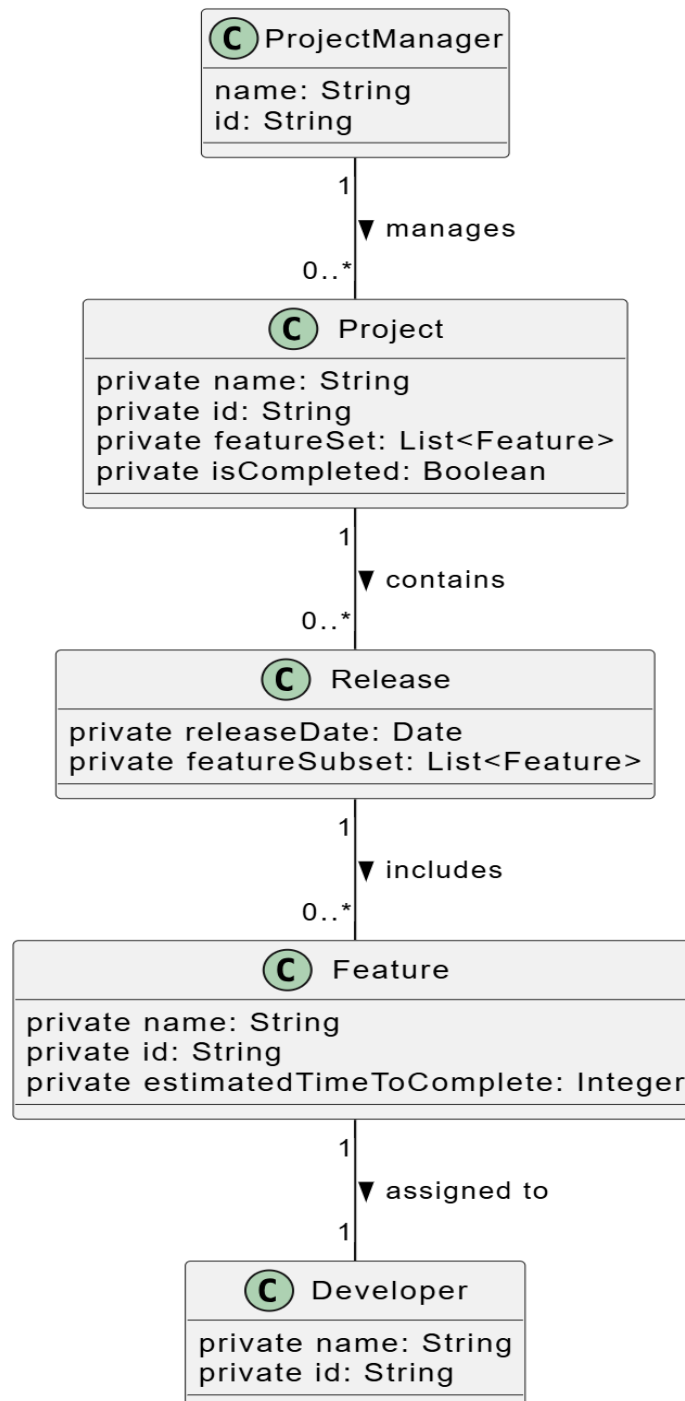 C ProjectManager
name: String
id: String
1
manages
0..*
C Project
private name: String
private id: String
private featureSet: List<Feature>
private isCompleted: Boolean
1
contains
0..*
C Release
private releaseDate: Date
private featureSubset: List<Feature>
1
includes
0..*
C Feature
private name: String
private id: String
private estimatedTimeToComplete: Integer
1
assigned to
1
C Developer
private name: String
private id: String